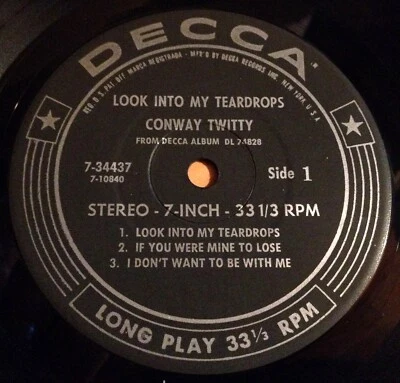 DECCA
REG. U.S. PAT. OFF. MARCA REGISTRADA - MF'D BY DECCA RECORDS INC. NEW YORK U.S.A.
LOOK INTO MY TEARDROPS
CONWAY TWITTY
FROM DECCA ALBUM DL 74828
7-34437
7-10840
Side 1
STEREO - 7-INCH - 33 1/3 RPM
1. LOOK INTO MY TEARDROPS
2. IF YOU WERE MINE TO LOSE
3. I DON'T WANT TO BE WITH ME
LONG PLAY 33⅓ RPM